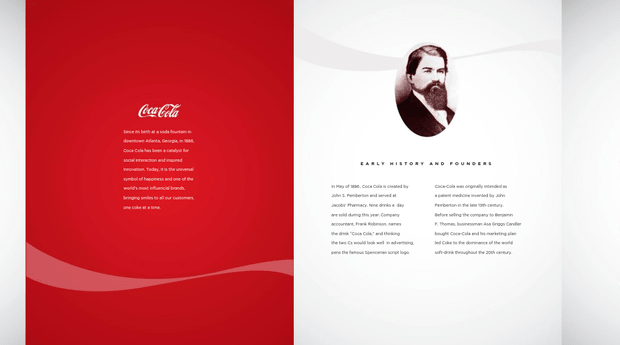 Coca-Cola
Since its birth at a soda fountain in
downtown Atlanta, Georgia, in 1886,
Coca-Cola has been a catalyst for
social interaction and inspired
innovation. Today, it is the universal
symbol of happiness and one of the
world's most influential brands,
bringing smiles to all our customers,
one coke at a time.
EARLY HISTORY AND FOUNDERS
In May of 1886, Coca Cola is created by
John S. Pemberton and served at
Jacobs' Pharmacy. Nine drinks a day
are sold during this year. Company
accountant, Frank Robinson, names
the drink "Coca Cola," and thinking
the two Cs would look well in advertising,
pens the famous Spencerian script logo.
Coca-Cola was originally intended as
a patent medicine invented by John
Pemberton in the late 19th century.
Before selling the company to Benjamin
F. Thomas, businessman Asa Griggs Candler
bought Coca-Cola and his marketing plan
led Coke to the dominance of the world
soft-drink throughout the 20th century.